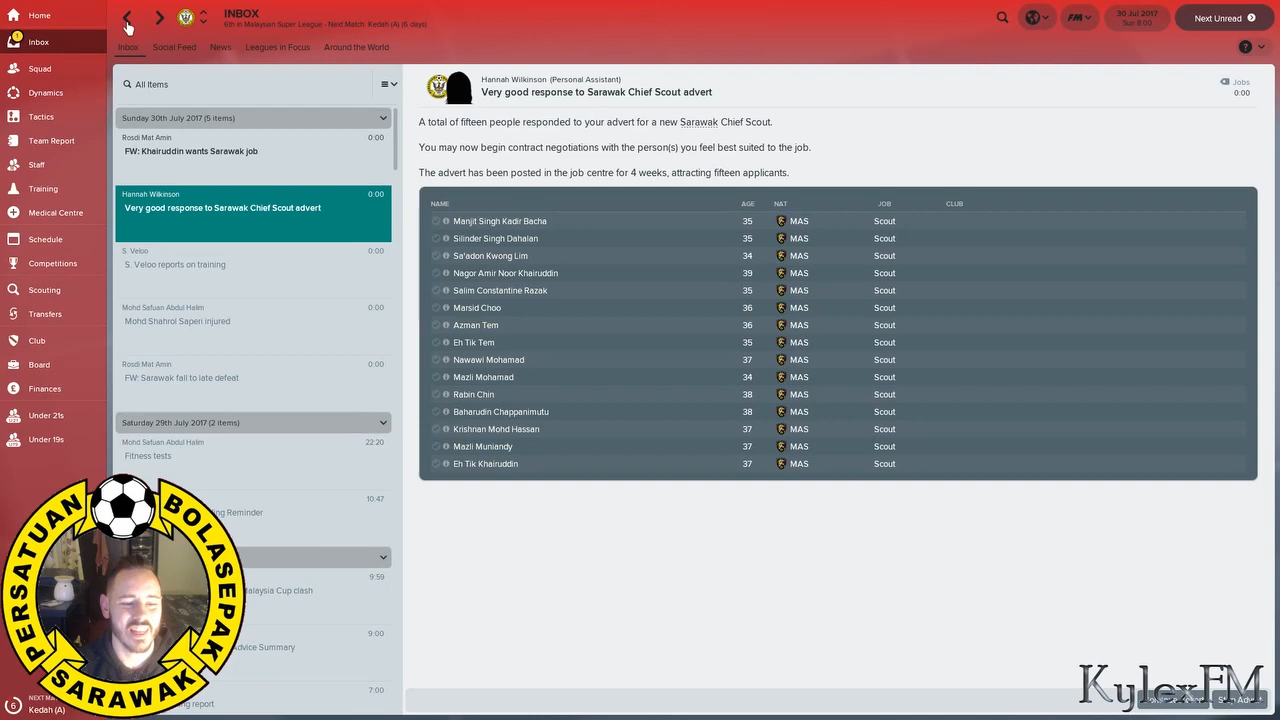 Home
INBOX
6th in Malaysian Super League - Next Match: Kedah (A) (6 days)
FM
30 Jul 2017
Sun 8:00
Next Unread
1
Inbox
Inbox Social Feed News Leagues in Focus Around the World
?
Squad
Dynamics
Tactics
Team Report
Staff
Training
Medical Centre
Schedule
Competitions
Scouting
Transfers
Club
Board
Finances
Under 21s
Under 19s
NEXT MA
6
Kedah (A)
All Items
Sunday 30th July 2017 (5 items)
Rosdi Mat Amin 0:00
FW: Khairuddin wants Sarawak job
Hannah Wilkinson 0:00
Very good response to Sarawak Chief Scout advert
S. Veloo 0:00
S. Veloo reports on training
Mohd Safuan Abdul Halim 0:00
Mohd Shahrol Saperi injured
Rosdi Mat Amin 0:00
FW: Sarawak fall to late defeat
Saturday 29th July 2017 (2 items)
Mohd Safuan Abdul Halim 22:20
Fitness tests
10:47
ing Reminder
9:59
alaysia Cup clash
9:00
Advice Summary
7:00
ng report
Hannah Wilkinson (Personal Assistant)
Very good response to Sarawak Chief Scout advert
Jobs
0:00
A total of fifteen people responded to your advert for a new Sarawak Chief Scout.
You may now begin contract negotiations with the person(s) you feel best suited to the job.
The advert has been posted in the job centre for 4 weeks, attracting fifteen applicants.
NAME AGE NAT JOB CLUB
Manjit Singh Kadir Bacha 35 MAS Scout
Silinder Singh Dahalan 35 MAS Scout
Sa'adon Kwong Lim 34 MAS Scout
Nagor Amir Noor Khairuddin 39 MAS Scout
Salim Constantine Razak 35 MAS Scout
Marsid Choo 36 MAS Scout
Azman Tem 36 MAS Scout
Eh Tik Tem 35 MAS Scout
Nawawi Mohamad 37 MAS Scout
Mazli Mohamad 34 MAS Scout
Rabin Chin 38 MAS Scout
Baharudin Chappanimutu 38 MAS Scout
Krishnan Mohd Hassan 37 MAS Scout
Mazli Muniandy 37 MAS Scout
Eh Tik Khairuddin 37 MAS Scout
PERSATUAN BOLASEPAK
SARAWAK
KylexFM